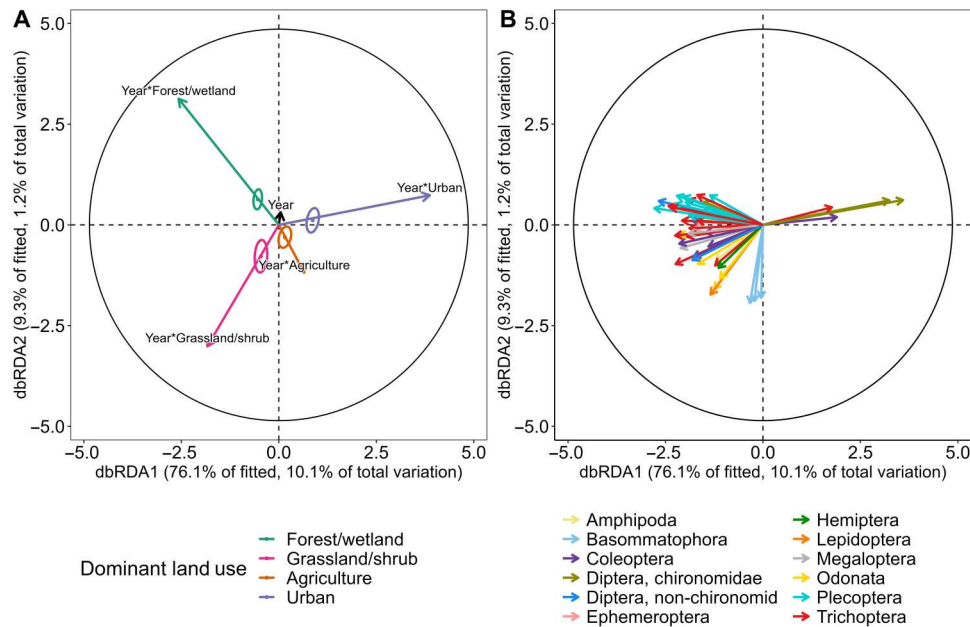 A
B
5.0
2.5
0.0
−2.5
−5.0
dbRDA2 (9.3% of fitted, 1.2% of total variation)
Year*Forest/wetland
Year
Year*Urban
Year*Agriculture
Year*Grassland/shrub
−5.0
−2.5
0.0
2.5
5.0
dbRDA1 (76.1% of fitted, 10.1% of total variation)
5.0
2.5
0.0
−2.5
−5.0
dbRDA2 (9.3% of fitted, 1.2% of total variation)
−5.0
−2.5
0.0
2.5
5.0
dbRDA1 (76.1% of fitted, 10.1% of total variation)
Dominant land use
Forest/wetland
Grassland/shrub
Agriculture
Urban
Amphipoda
Basommatophora
Coleoptera
Diptera, chironomidae
Diptera, non-chironomid
Ephemeroptera
Hemiptera
Lepidoptera
Megaloptera
Odonata
Plecoptera
Trichoptera